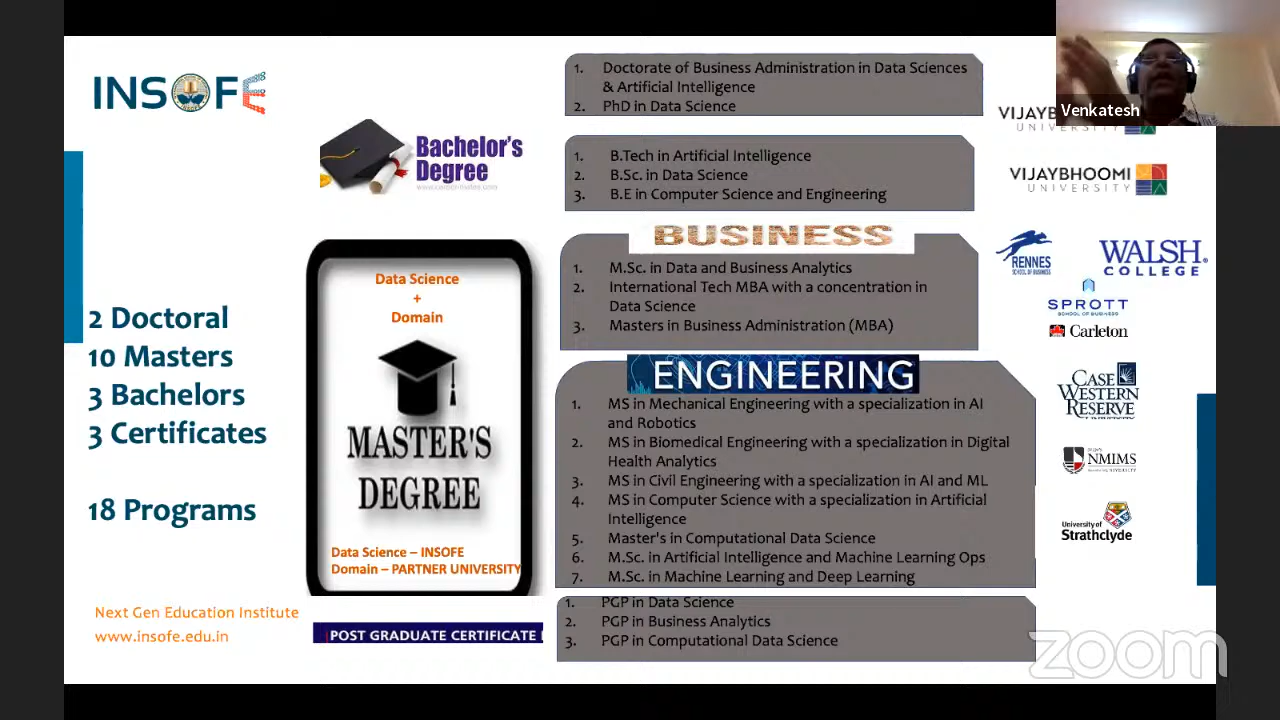 INSOFE
2 Doctoral
10 Masters
3 Bachelors
3 Certificates
18 Programs
Next Gen Education Institute
www.insofe.edu.in
Bachelor's
Degree
Data Science
+
Domain
MASTER'S
DEGREE
Data Science – INSOFE
Domain – PARTNER UNIVERSITY
POST GRADUATE CERTIFICATE
1. Doctorate of Business Administration in Data Sciences
& Artificial Intelligence
2. PhD in Data Science
1. B.Tech in Artificial Intelligence
2. B.Sc. in Data Science
3. B.E in Computer Science and Engineering
BUSINESS
1. M.Sc. in Data and Business Analytics
2. International Tech MBA with a concentration in
Data Science
3. Masters in Business Administration (MBA)
ENGINEERING
1. MS in Mechanical Engineering with a specialization in AI
and Robotics
2. MS in Biomedical Engineering with a specialization in Digital
Health Analytics
3. MS in Civil Engineering with a specialization in AI and ML
4. MS in Computer Science with a specialization in Artificial
Intelligence
5. Master's in Computational Data Science
6. M.Sc. in Artificial Intelligence and Machine Learning Ops
7. M.Sc. in Machine Learning and Deep Learning
1. PGP in Data Science
2. PGP in Business Analytics
3. PGP in Computational Data Science
Venkatesh
VIJAYBHOOMI
UNIVERSITY
RENNES
SCHOOL OF BUSINESS
WALSH
COLLEGE
SPROTT
SCHOOL OF BUSINESS
Carleton
CASE
WESTERN
RESERVE
NMIMS
University of
Strathclyde
zoom